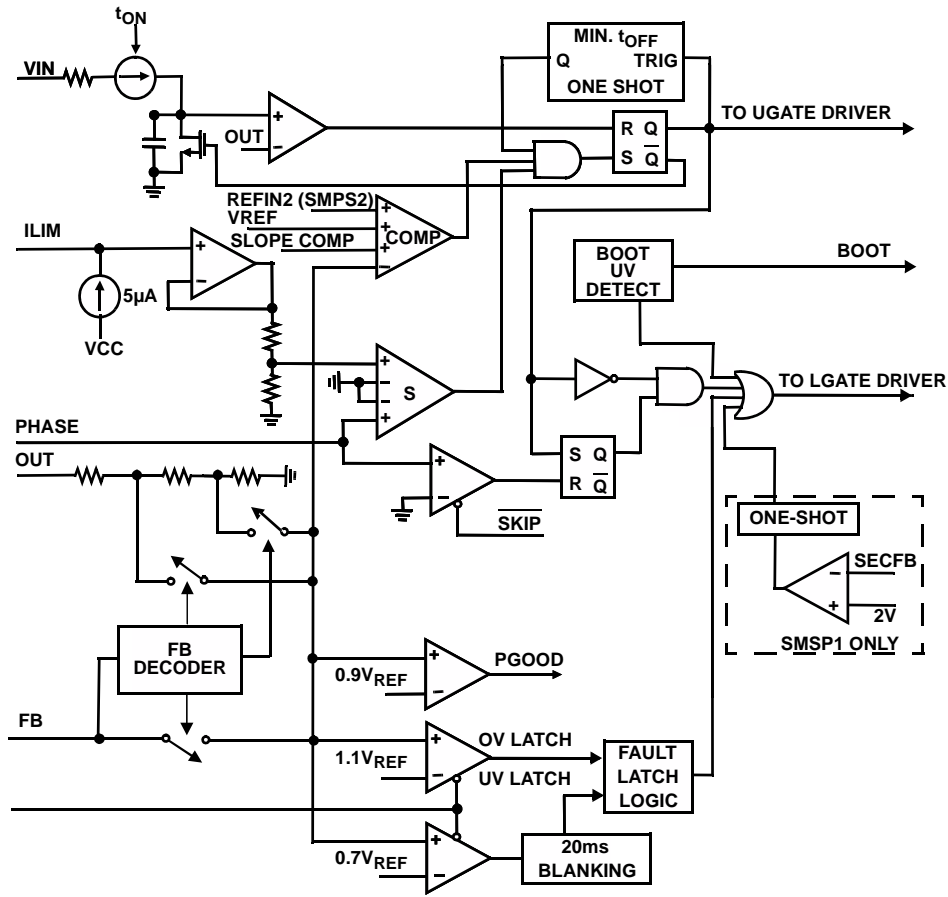 tON
VIN
OUT
+
−
MIN. tOFF
Q TRIG
ONE SHOT
R Q
S Q
TO UGATE DRIVER
REFIN2 (SMPS2)
VREF
SLOPE COMP
+
+
+
−
COMP
ILIM
+
−
5µA
VCC
BOOT
UV
DETECT
BOOT
+
−
−
+
S
TO LGATE DRIVER
PHASE
OUT
+
−
SKIP
S Q
R Q
ONE-SHOT
−
SECFB
+
2V
SMSP1 ONLY
FB
DECODER
FB
+
−
0.9VREF
PGOOD
+
−
1.1VREF
OV LATCH
UV LATCH
FAULT
LATCH
LOGIC
+
−
0.7VREF
20ms
BLANKING